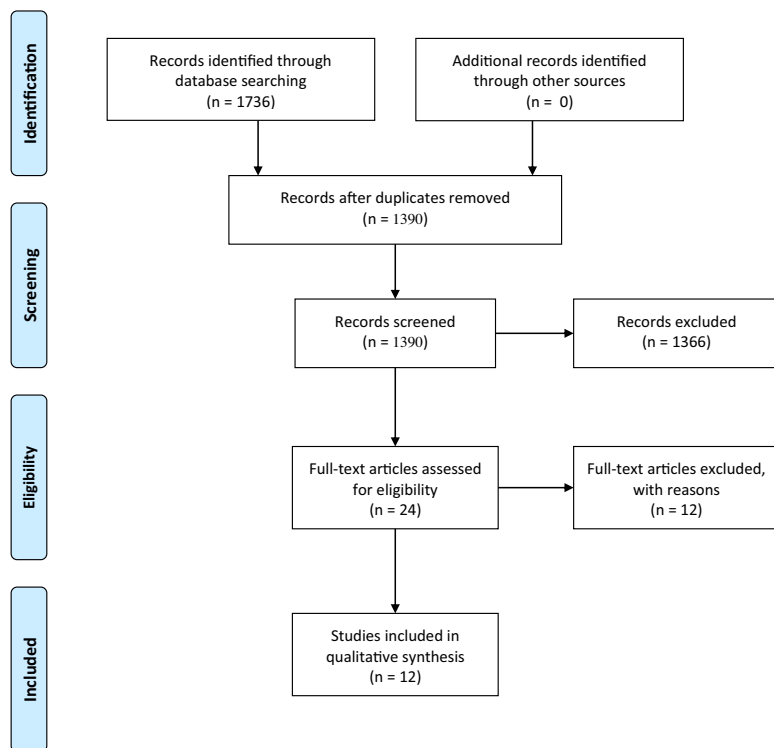 Identification
Records identified through
database searching
(n = 1736)
Additional records identified
through other sources
(n = 0)
Records after duplicates removed
(n = 1390)
Screening
Records screened
(n = 1390)
Records excluded
(n = 1366)
Eligibility
Full-text articles assessed
for eligibility
(n = 24)
Full-text articles excluded,
with reasons
(n = 12)
Included
Studies included in
qualitative synthesis
(n = 12)